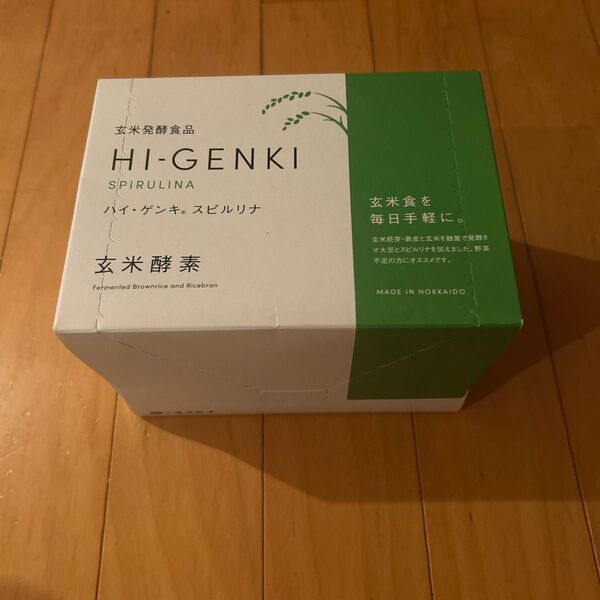 玄米発酵食品
HI-GENKI
SPIRULINA
ハイ・ゲンキ® スピルリナ
玄米酵素
Fermented Brownrice and Ricebran
玄米食を
毎日手軽に。
玄米胚芽・表皮と玄米を麹菌で発酵さ
せ大豆とスピルリナを加えました。野菜
不足の方にオススメです。
MADE IN HOKKAIDO